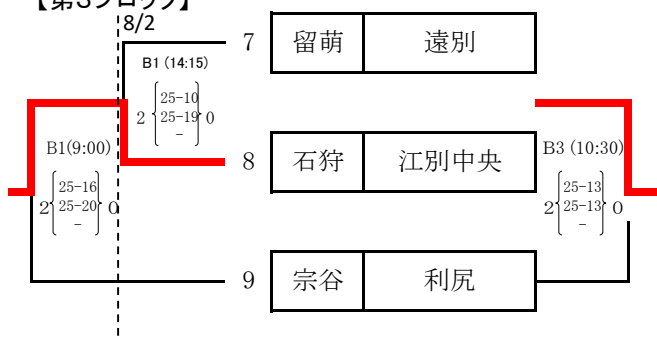 【第3ブロック】
8/2
7 留萌 遠別
B1 (14:15)
25-10
2 25-19 0
-
B1(9:00)
8 石狩 江別中央
B3 (10:30)
25-16
2 25-20 0
-
25-13
2 25-13 0
-
9 宗谷 利尻